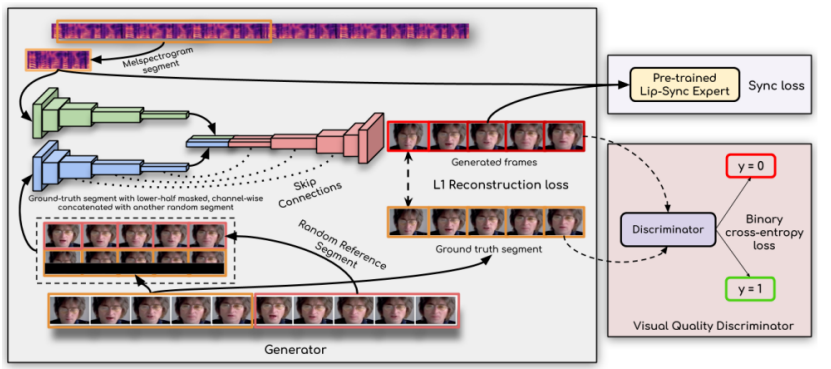 Melspectrogram
segment
Pre-trained
Lip-Sync Expert
Sync loss
Generated frames
Skip
Connections
L1 Reconstruction loss
Ground-truth segment with lower-half masked, channel-wise
concatenated with another random segment
Random Reference
Segment
Ground truth segment
Generator
y = 0
Discriminator
Binary
cross-entropy
loss
y = 1
Visual Quality Discriminator